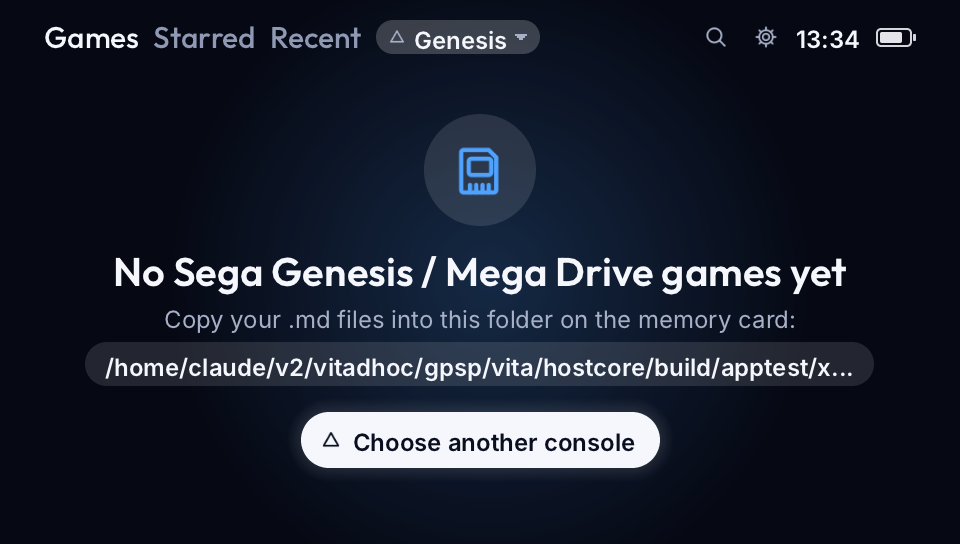 Games Starred Recent Genesis 13:34
No Sega Genesis / Mega Drive games yet
Copy your .md files into this folder on the memory card:
/home/claude/v2/vitadhoc/gpsp/vita/hostcore/build/apptest/x...
Choose another console